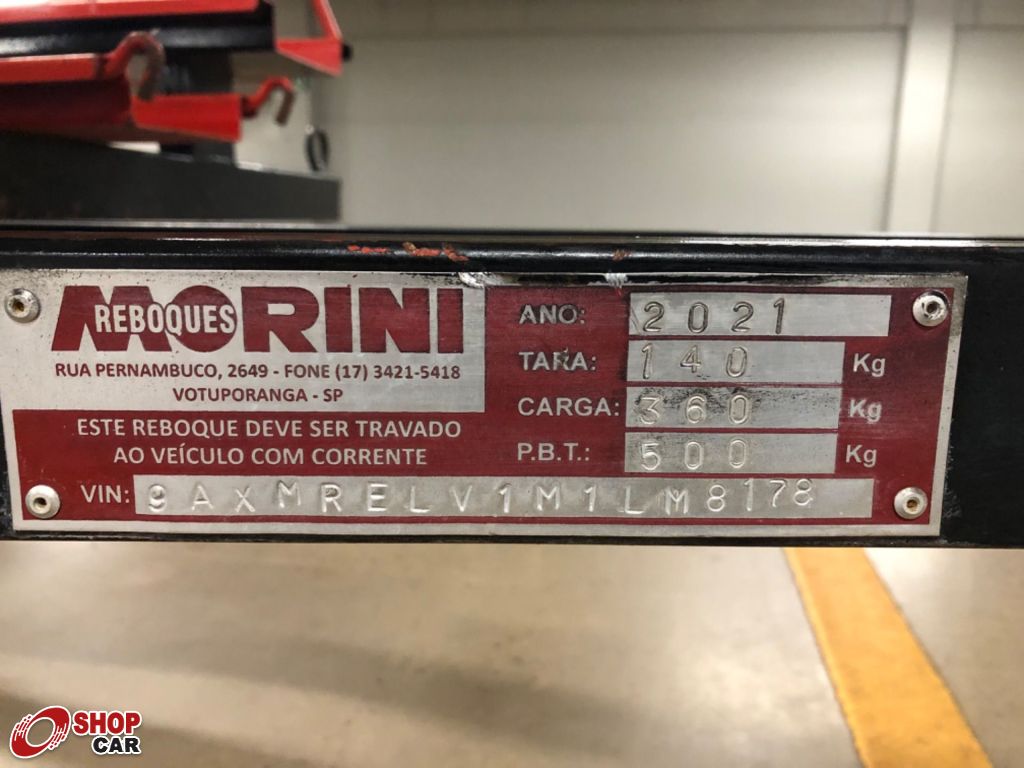 REBOQUES MORINI
RUA PERNAMBUCO, 2649 - FONE (17) 3421-5418
VOTUPORANGA - SP
ESTE REBOQUE DEVE SER TRAVADO
AO VEÍCULO COM CORRENTE
ANO: 2021
TARA: 140 Kg
CARGA: 360 Kg
P.B.T.: 500 Kg
VIN: 9AXMRELV1M1LM8178
SHOP
CAR